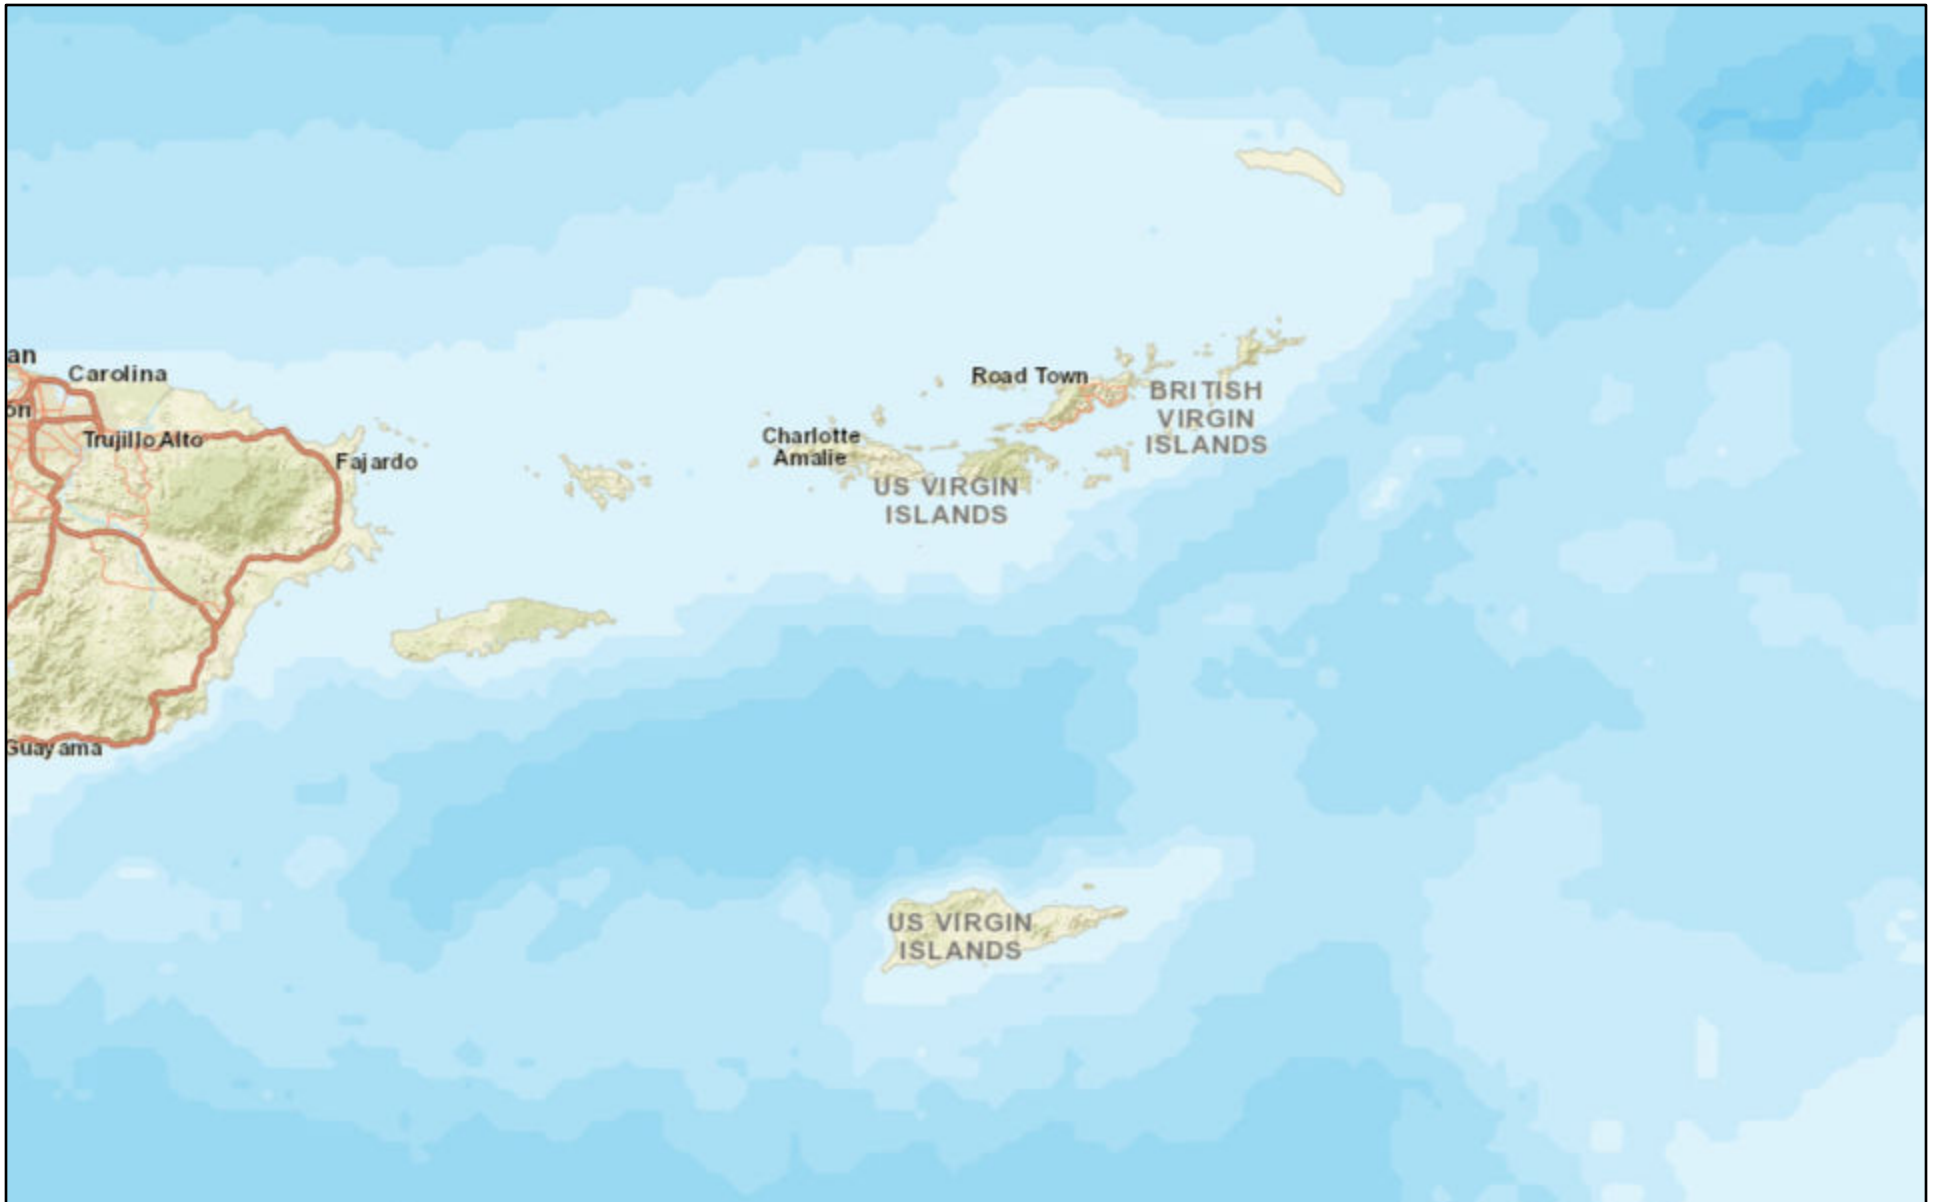 an
Carolina
ón
Trujillo Alto
Fajardo
Guayama
Road Town
BRITISH
VIRGIN
ISLANDS
Charlotte
Amalie
US VIRGIN
ISLANDS
US VIRGIN
ISLANDS